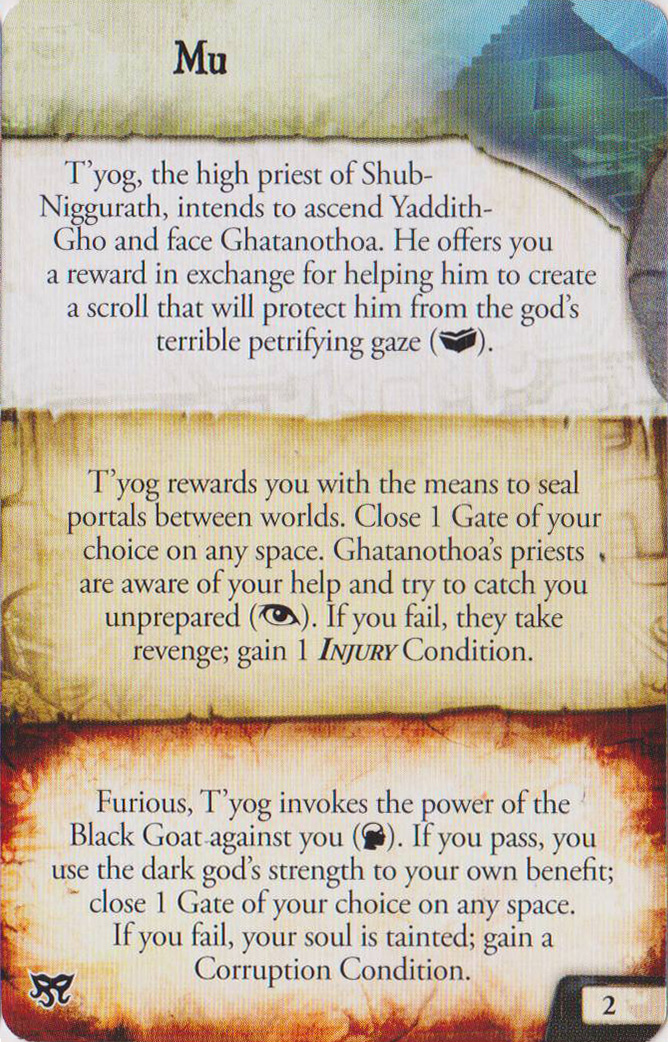 Mu
T'yog, the high priest of Shub-
Niggurath, intends to ascend Yaddith-
Gho and face Ghatanothoa. He offers you
a reward in exchange for helping him to create
a scroll that will protect him from the god's
terrible petrifying gaze ( ).
T'yog rewards you with the means to seal
portals between worlds. Close 1 Gate of your
choice on any space. Ghatanothoa's priests
are aware of your help and try to catch you
unprepared ( ). If you fail, they take
revenge; gain 1 INJURY Condition.
Furious, T'yog invokes the power of the
Black Goat against you ( ). If you pass, you
use the dark god's strength to your own benefit;
close 1 Gate of your choice on any space.
If you fail, your soul is tainted; gain a
Corruption Condition.
2